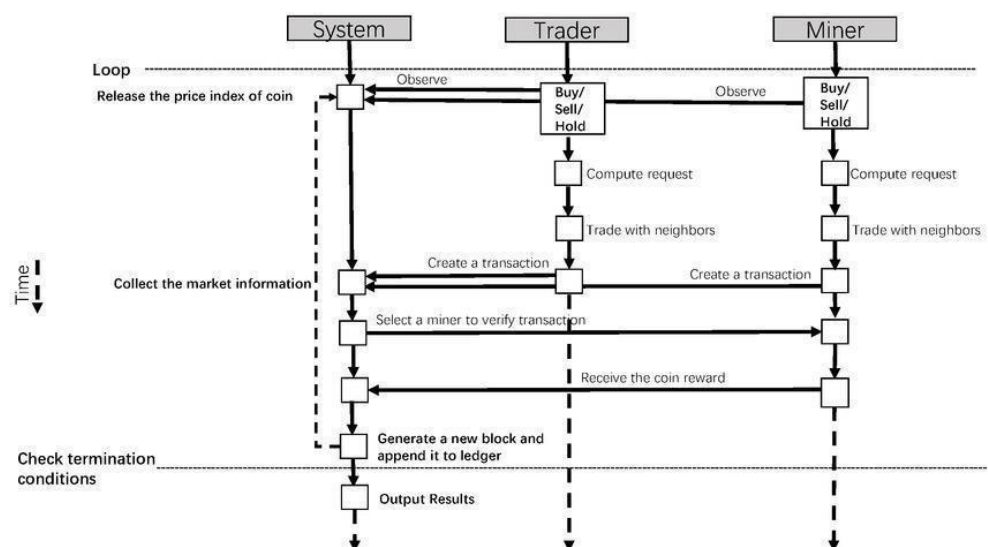 System
Trader
Miner
Loop
Observe
Release the price index of coin
Buy/
Sell/
Hold
Observe
Buy/
Sell/
Hold
Compute request
Compute request
Trade with neighbors
Trade with neighbors
Time
Create a transaction
Create a transaction
Collect the market information
Select a miner to verify transaction
Receive the coin reward
Generate a new block and
append it to ledger
Check termination
conditions
Output Results